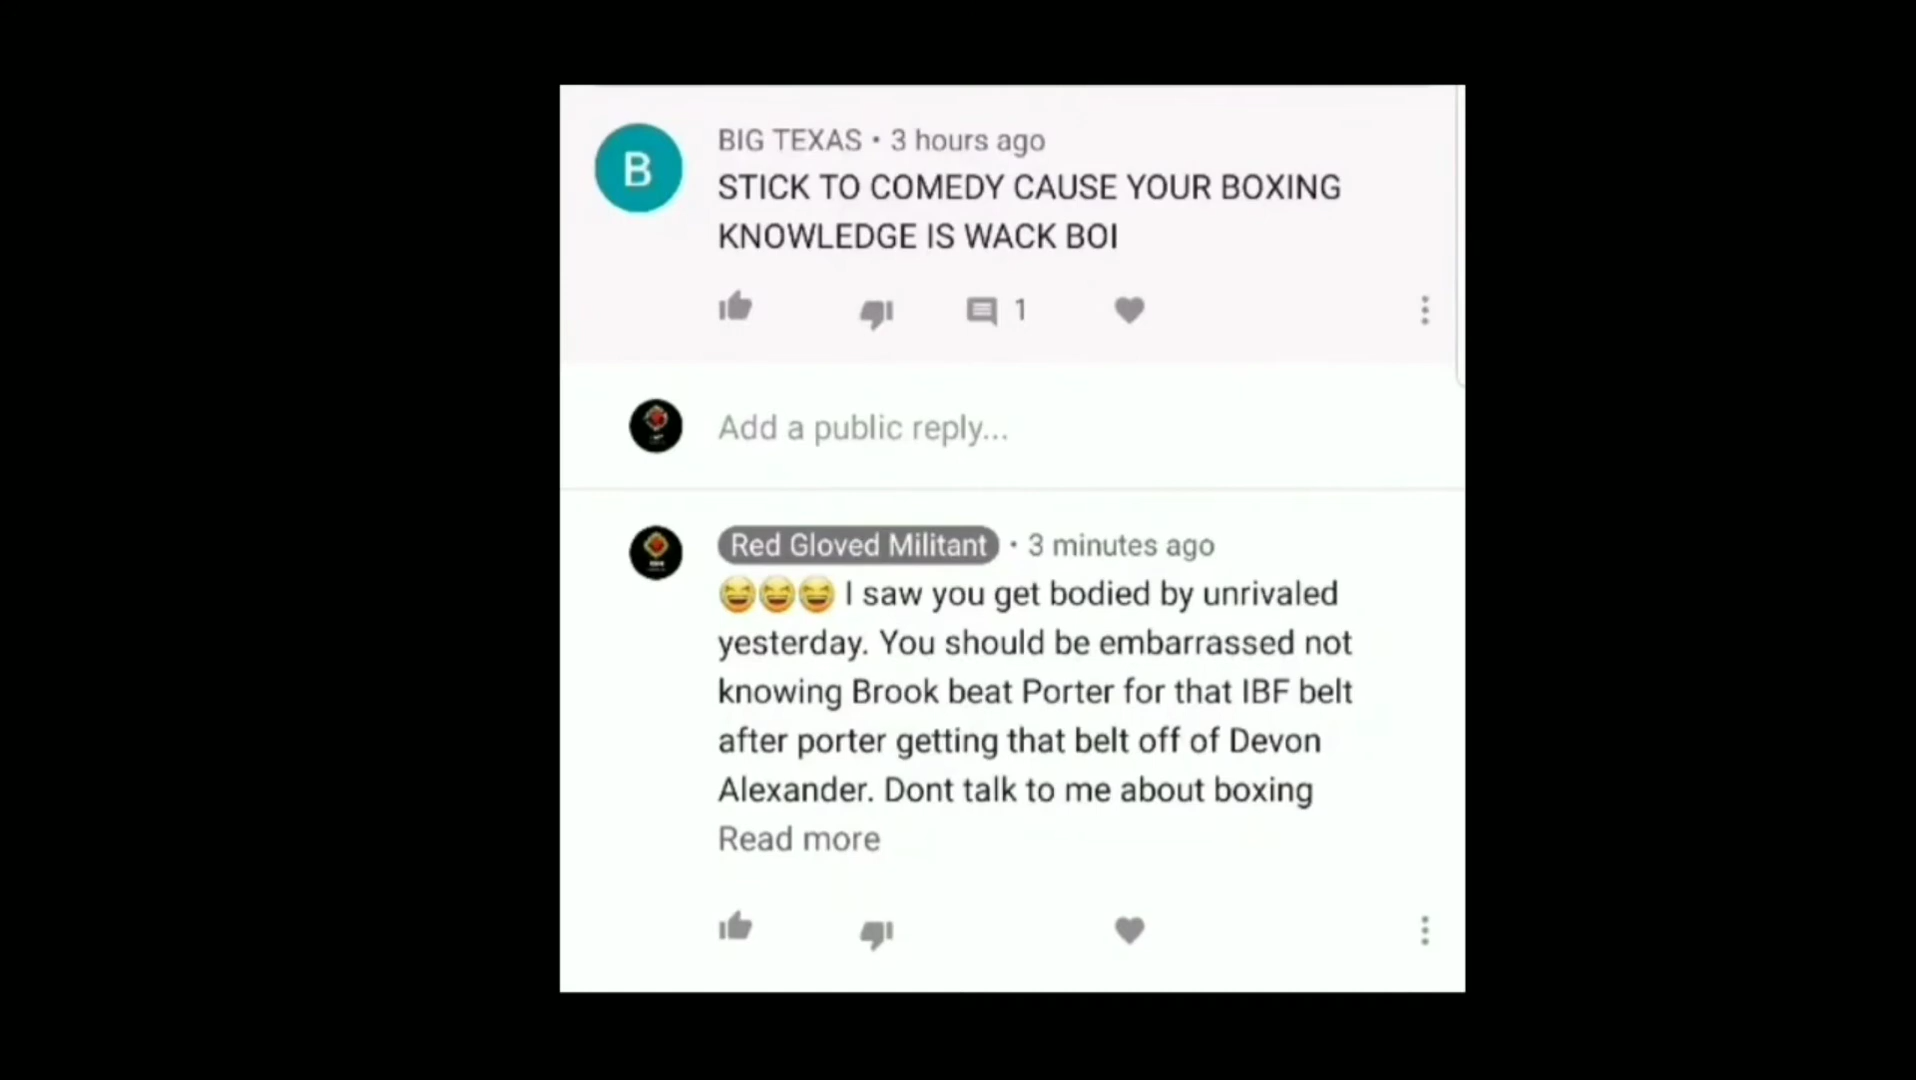 B
BIG TEXAS • 3 hours ago
STICK TO COMEDY CAUSE YOUR BOXING
KNOWLEDGE IS WACK BOI
1
Add a public reply...
Red Gloved Militant • 3 minutes ago
😆😆😆 I saw you get bodied by unrivaled
yesterday. You should be embarrassed not
knowing Brook beat Porter for that IBF belt
after porter getting that belt off of Devon
Alexander. Dont talk to me about boxing
Read more